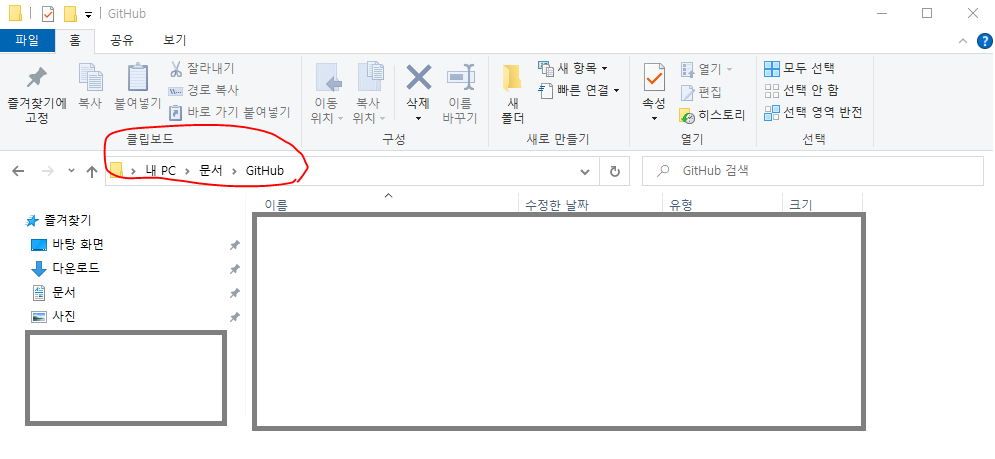 GitHub
파일 홈 공유 보기
즐겨찾기에 고정
복사
붙여넣기
잘라내기
경로 복사
바로 가기 붙여넣기
클립보드
이동 위치
복사 위치
삭제
이름 바꾸기
구성
새 폴더
새 항목
빠른 연결
새로 만들기
속성
열기
편집
히스토리
열기
모두 선택
선택 안 함
선택 영역 반전
선택
내 PC 문서 GitHub
GitHub 검색
이름 수정한 날짜 유형 크기
즐겨찾기
바탕 화면
다운로드
문서
사진